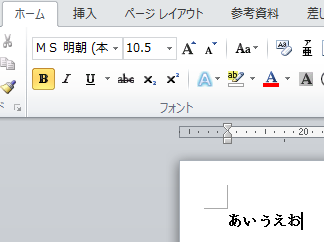 ホーム 挿入 ページ レイアウト 参考資料 差し
ＭＳ 明朝 (本 10.5 A A Aa ア 亜
B I U abc x₂ x² A ab A A
フォント
20
あいうえお